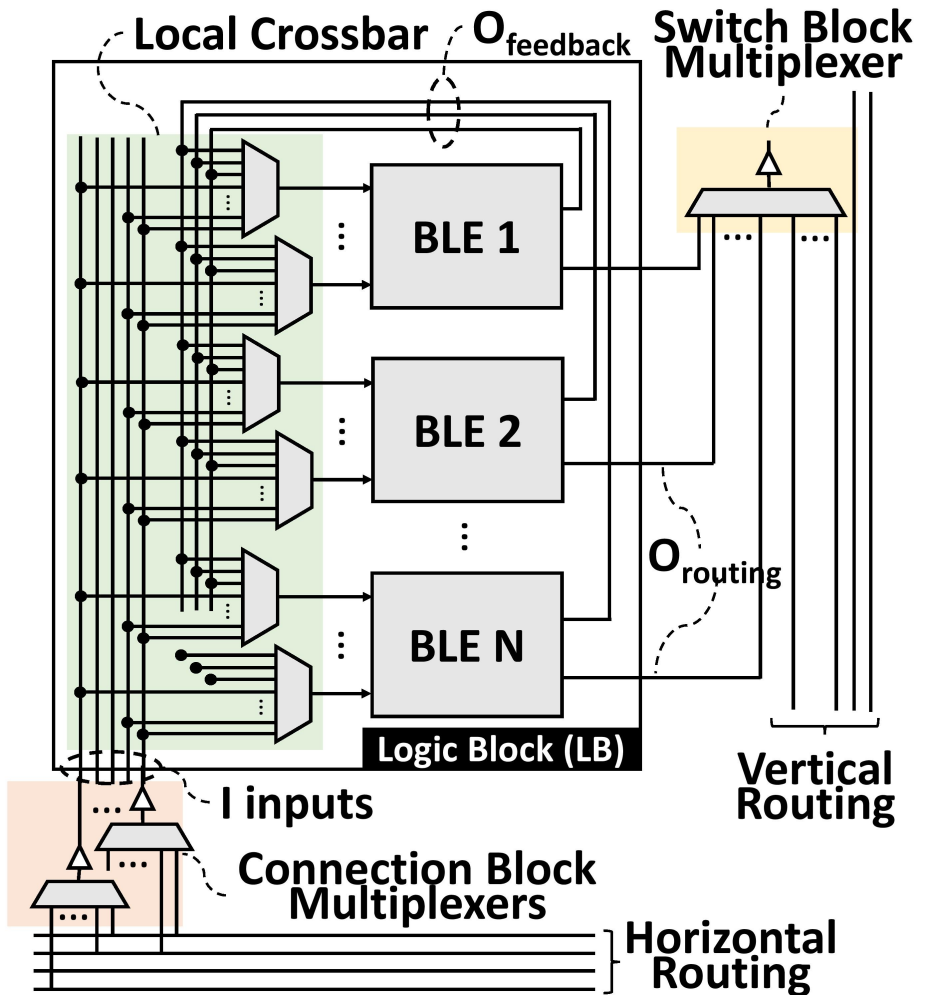 Local Crossbar
Ofeedback
Switch Block
Multiplexer
BLE 1
BLE 2
Orouting
BLE N
Logic Block (LB)
I inputs
Vertical
Routing
Connection Block
Multiplexers
Horizontal
Routing